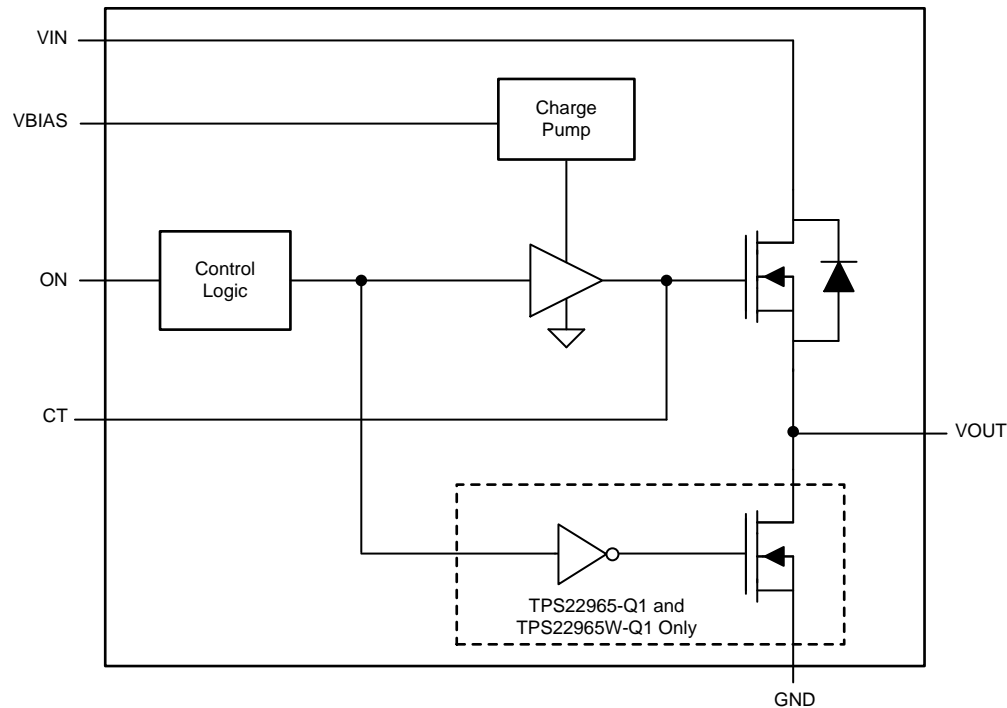 VIN
Charge
Pump
VBIAS
Control
Logic
ON
CT
VOUT
TPS22965-Q1 and
TPS22965W-Q1 Only
GND